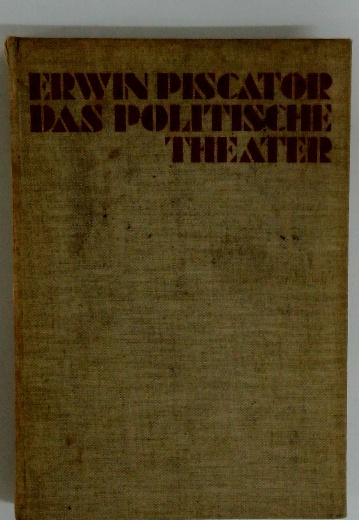 ERWIN PISCATOR
DAS POLITISCHE
THEATER